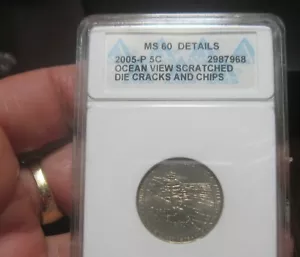 MS 60 DETAILS
2005-P 5C 2987968
OCEAN VIEW SCRATCHED
DIE CRACKS AND CHIPS